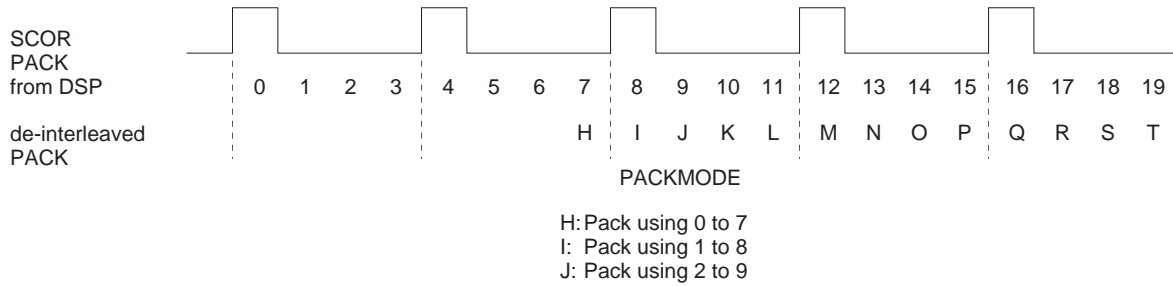 SCOR
PACK
from DSP 0 1 2 3 4 5 6 7 8 9 10 11 12 13 14 15 16 17 18 19
de-interleaved H I J K L M N O P Q R S T
PACK
PACKMODE
H: Pack using 0 to 7
I: Pack using 1 to 8
J: Pack using 2 to 9